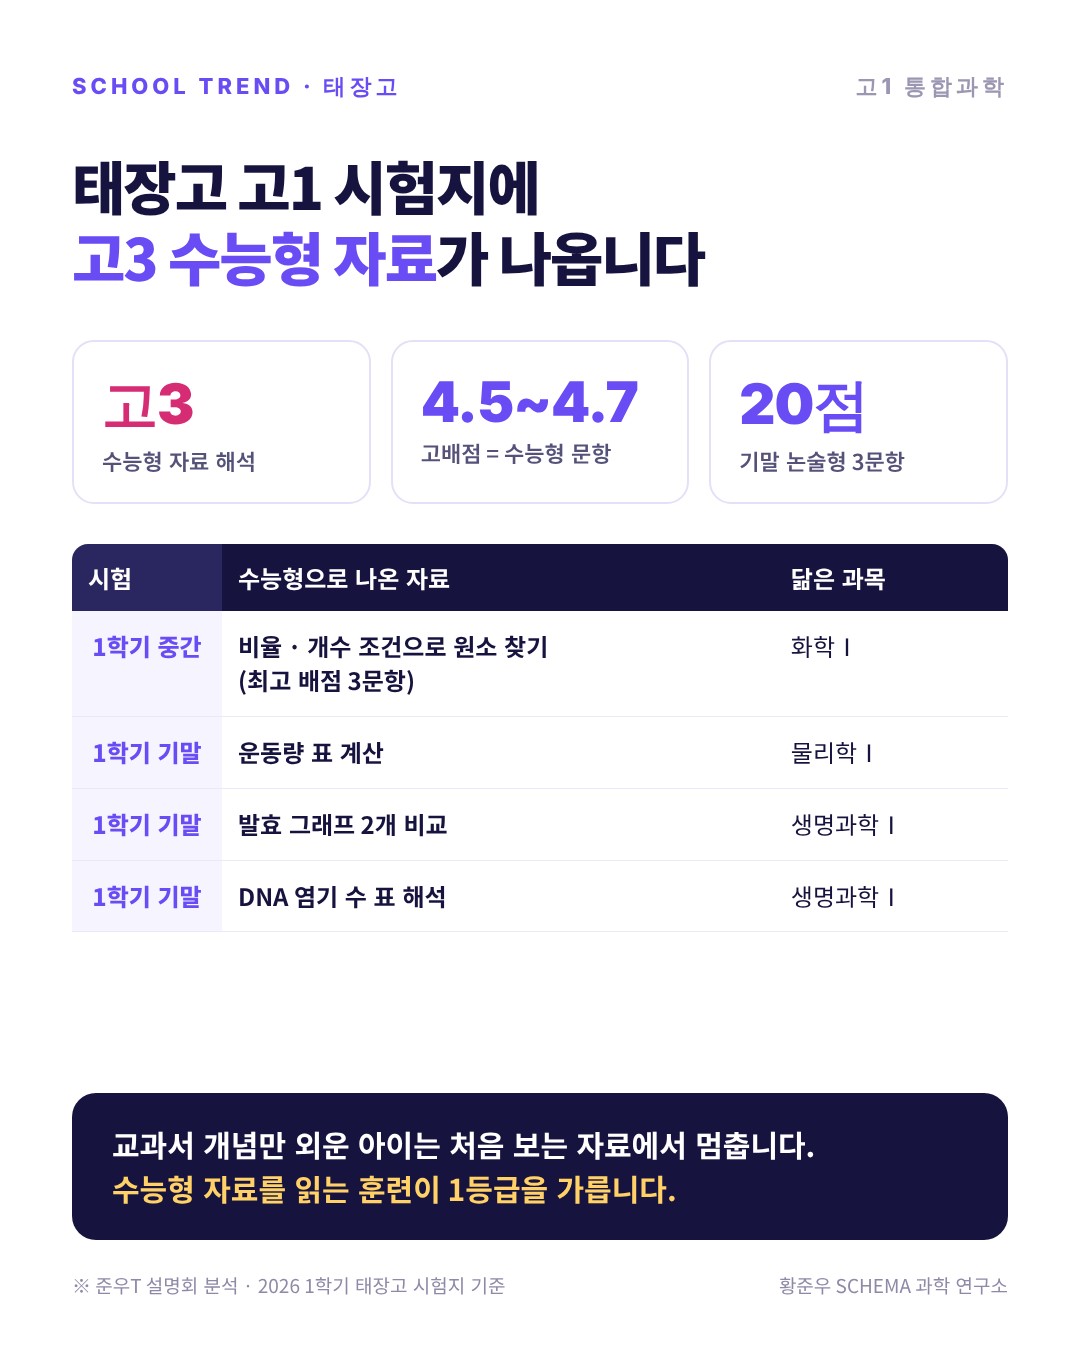 SCHOOL TREND · 태장고
고1 통합과학
태장고 고1 시험지에
고3 수능형 자료가 나옵니다
고3
수능형 자료 해석
4.5~4.7
고배점 = 수능형 문항
20점
기말 논술형 3문항
시험 수능형으로 나온 자료 닮은 과목
1학기 중간 비율 · 개수 조건으로 원소 찾기 화학 I
(최고 배점 3문항)
1학기 기말 운동량 표 계산 물리학 I
1학기 기말 발효 그래프 2개 비교 생명과학 I
1학기 기말 DNA 염기 수 표 해석 생명과학 I
교과서 개념만 외운 아이는 처음 보는 자료에서 멈춥니다.
수능형 자료를 읽는 훈련이 1등급을 가릅니다.
※ 준우T 설명회 분석 · 2026 1학기 태장고 시험지 기준
황준우 SCHEMA 과학 연구소